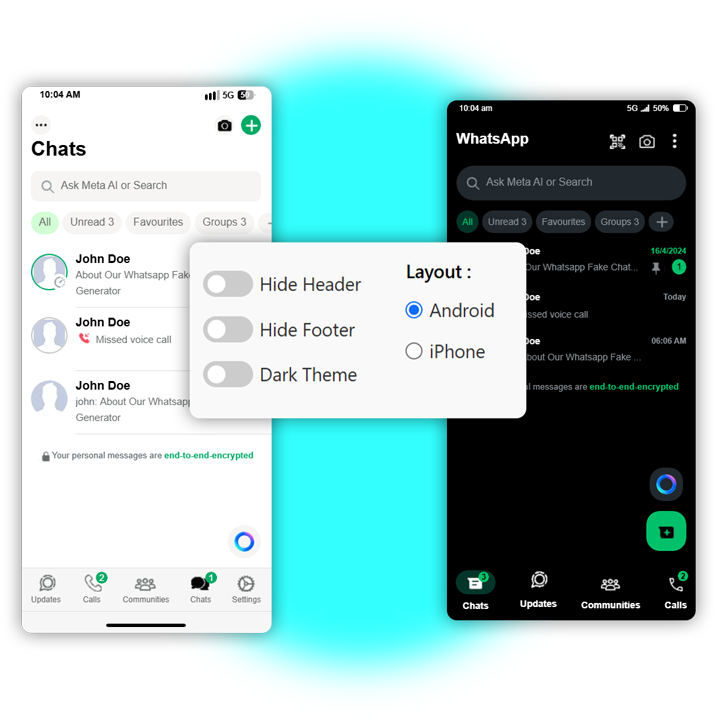 10:04 AM
5G 50
Chats
Ask Meta AI or Search
All
Unread 3
Favourites
Groups 3
John Doe
About Our Whatsapp Fake
Generator
John Doe
Missed voice call
John Doe
john: About Our Whatsapp
Generator
Your personal messages are end-to-end-encrypted
Updates
2
Calls
Communities
1
Chats
Settings
Hide Header
Hide Footer
Dark Theme
Layout :
Android
iPhone
10:04 am
5G 50%
WhatsApp
Ask Meta AI or Search
All
Unread 3
Favourites
Groups 3
Doe
16/4/2024
Our Whatsapp Fake Chat...
1
Doe
Today
issed voice call
Doe
06:06 AM
bout Our Whatsapp Fake ...
al messages are end-to-end-encrypted
3
Chats
Updates
Communities
2
Calls